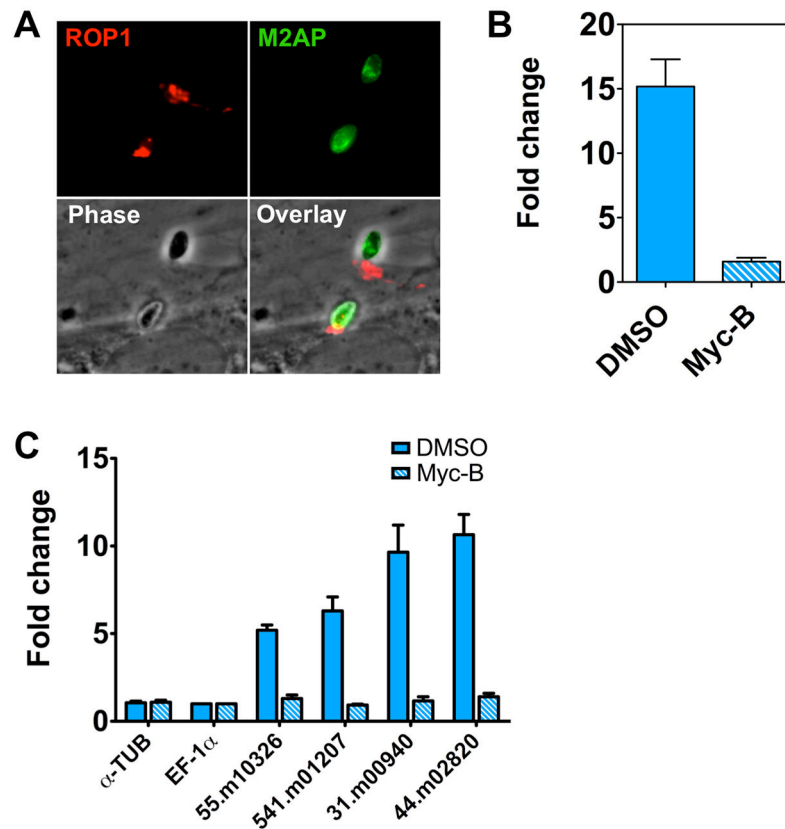 A
ROP1
M2AP
Phase
Overlay
B
Fold change
20
15
10
5
0
DMSO
Myc-B
C
DMSO
Myc-B
Fold change
15
10
5
0
α-TUB
EF-1α
55.m10326
541.m01207
31.m00940
44.m02820